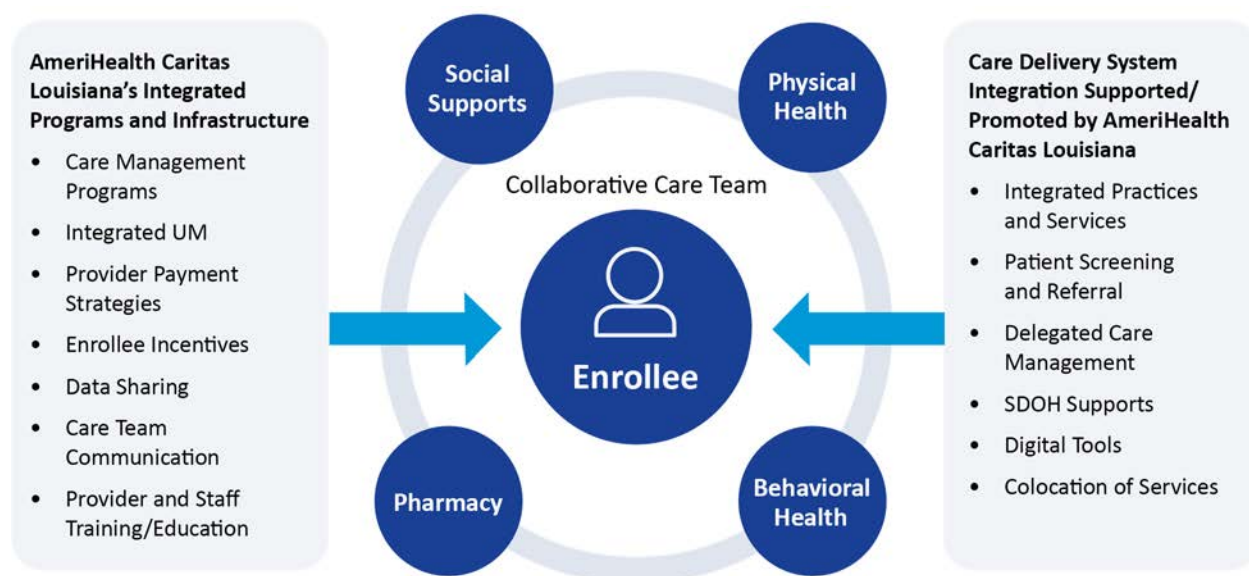 AmeriHealth Caritas
Louisiana's Integrated
Programs and Infrastructure
• Care Management
Programs
• Integrated UM
• Provider Payment
Strategies
• Enrollee Incentives
• Data Sharing
• Care Team
Communication
• Provider and Staff
Training/Education
Social
Supports
Physical
Health
Collaborative Care Team
Enrollee
Pharmacy
Behavioral
Health
Care Delivery System
Integration Supported/
Promoted by AmeriHealth
Caritas Louisiana
• Integrated Practices
and Services
• Patient Screening
and Referral
• Delegated Care
Management
• SDOH Supports
• Digital Tools
• Colocation of Services